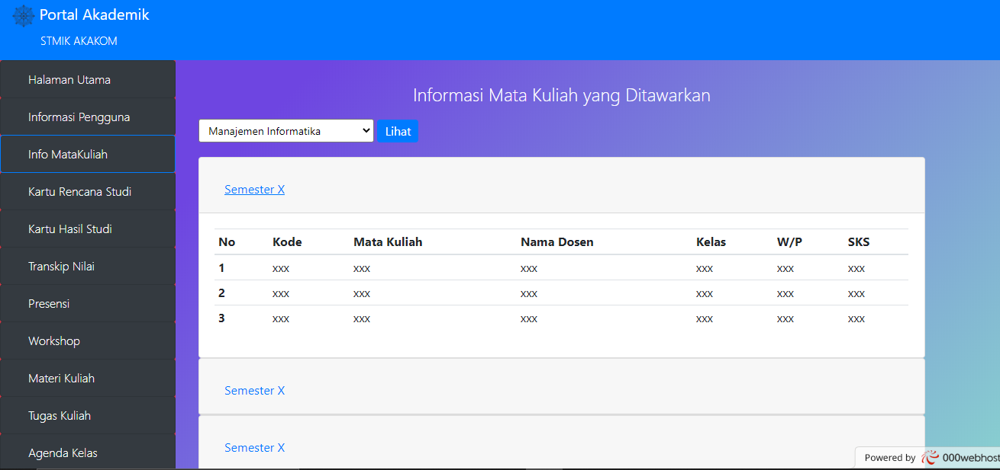 Portal Akademik
STMIK AKAKOM
Halaman Utama
Informasi Pengguna
Info MataKuliah
Kartu Rencana Studi
Kartu Hasil Studi
Transkip Nilai
Presensi
Workshop
Materi Kuliah
Tugas Kuliah
Agenda Kelas
Informasi Mata Kuliah yang Ditawarkan
Manajemen Informatika Lihat
Semester X
No Kode Mata Kuliah Nama Dosen Kelas W/P SKS
1 xxx xxx xxx xxx xxx xxx
2 xxx xxx xxx xxx xxx xxx
3 xxx xxx xxx xxx xxx xxx
Semester X
Semester X
Powered by 000webhost